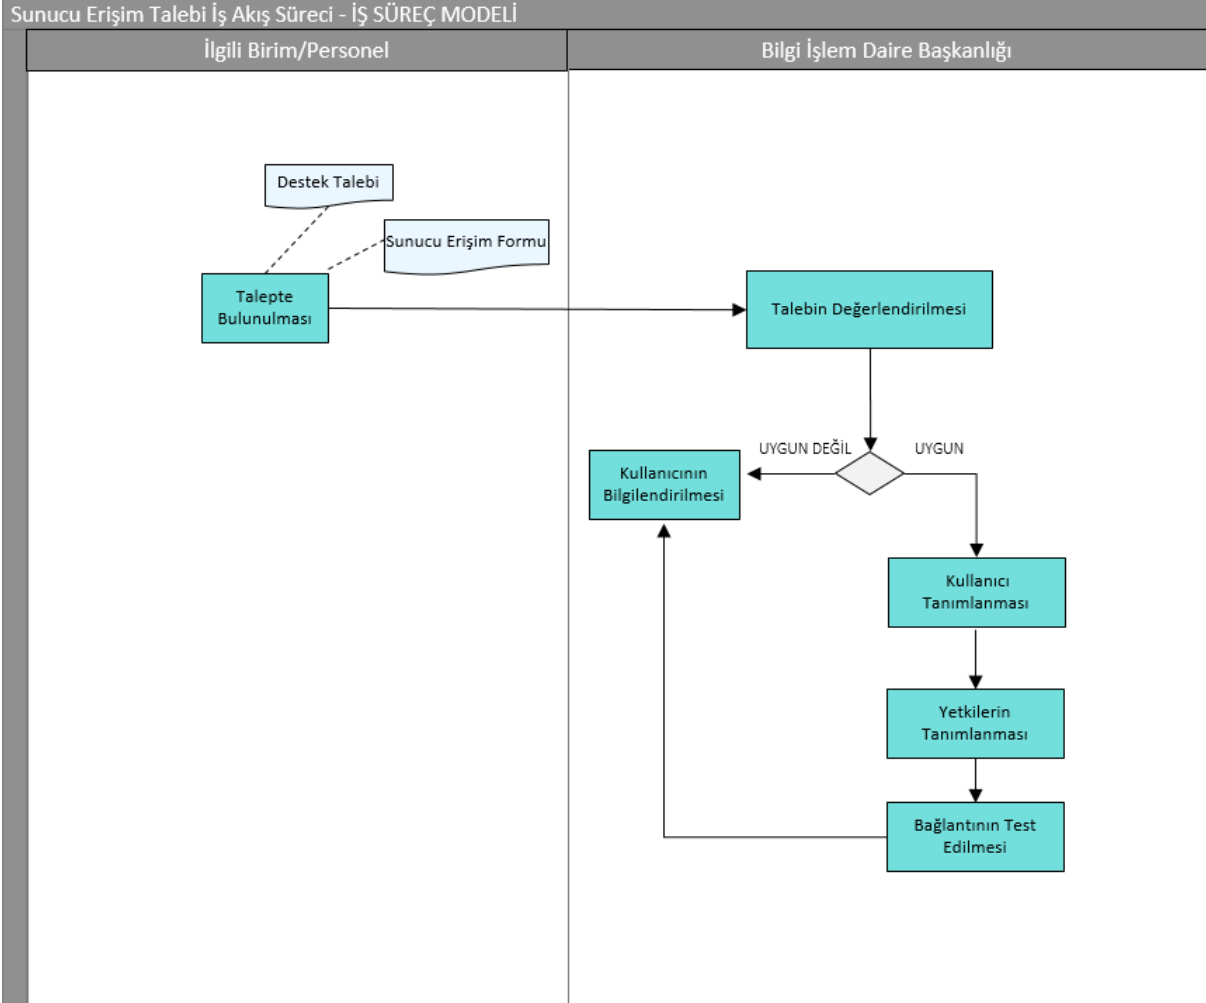 Sunucu Erişim Talebi İş Akış Süreci - İŞ SÜREÇ MODELİ
İlgili Birim/Personel
Bilgi İşlem Daire Başkanlığı
Destek Talebi
Sunucu Erişim Formu
Talepte
Bulunulması
Talebin Değerlendirilmesi
UYGUN DEĞİL
UYGUN
Kullanıcının
Bilgilendirilmesi
Kullanıcı
Tanımlanması
Yetkilerin
Tanımlanması
Bağlantının Test
Edilmesi